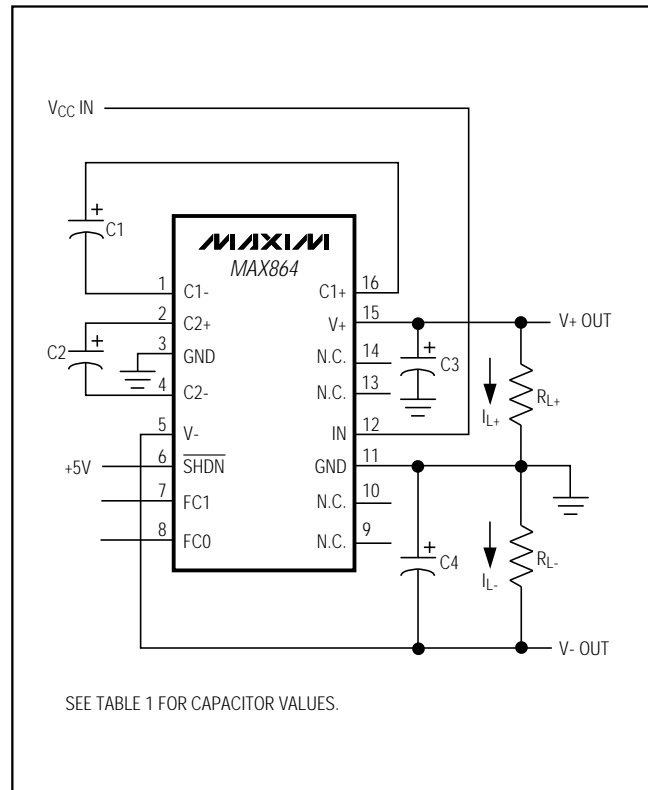 VCC IN
C1
MAXIM
MAX864
1 C1- C1+ 16
2 C2+ V+ 15 V+ OUT
C2 3 GND N.C. 14 C3
4 C2- N.C. 13 IL+ RL+
5 V- IN 12
+5V 6 SHDN GND 11
7 FC1 N.C. 10
8 FC0 N.C. 9 C4 IL- RL-
V- OUT
SEE TABLE 1 FOR CAPACITOR VALUES.